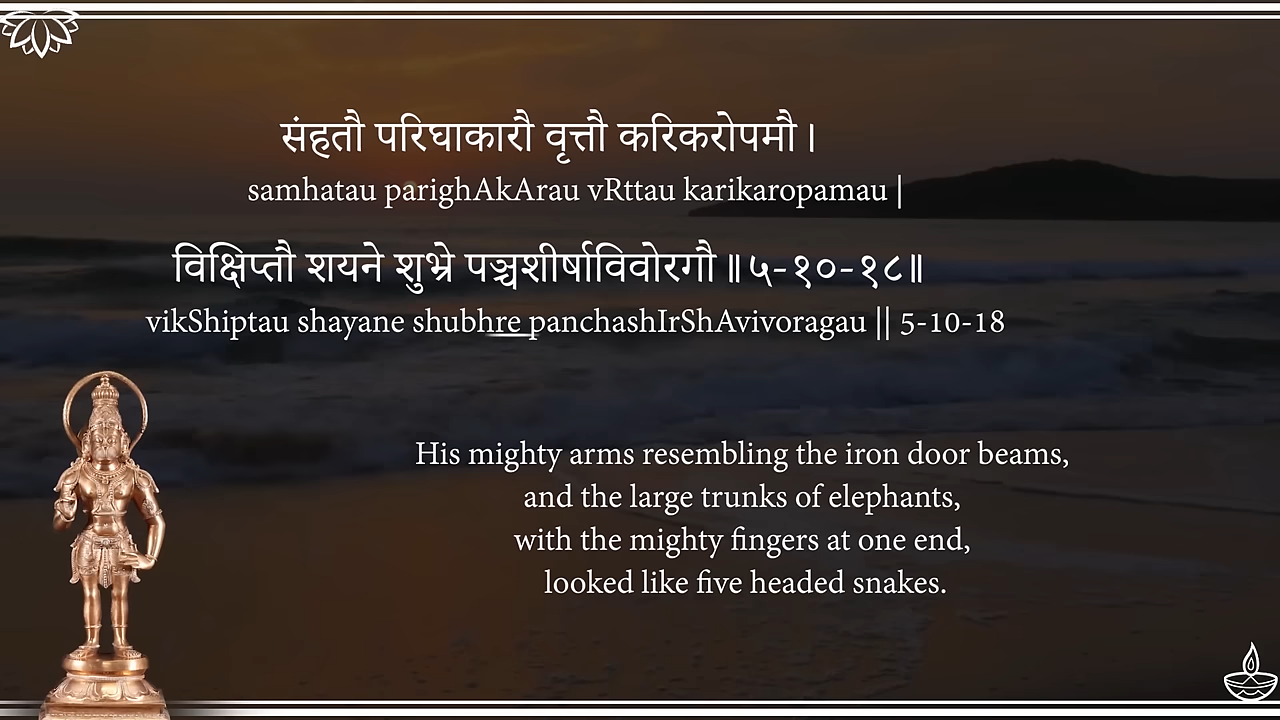 संहतौ परिघाकारौ वृत्तौ करिकरोपमौ ।
samhatau parighAkArau vRttau karikaropamau |
विक्षिप्तौ शयने शुभ्रे पञ्चशीर्षाविवोरगौ ॥ ५-१०-१८॥
vikShiptau shayane shubhre panchashIrShAvivoragau || 5-10-18
His mighty arms resembling the iron door beams,
and the large trunks of elephants,
with the mighty fingers at one end,
looked like five headed snakes.